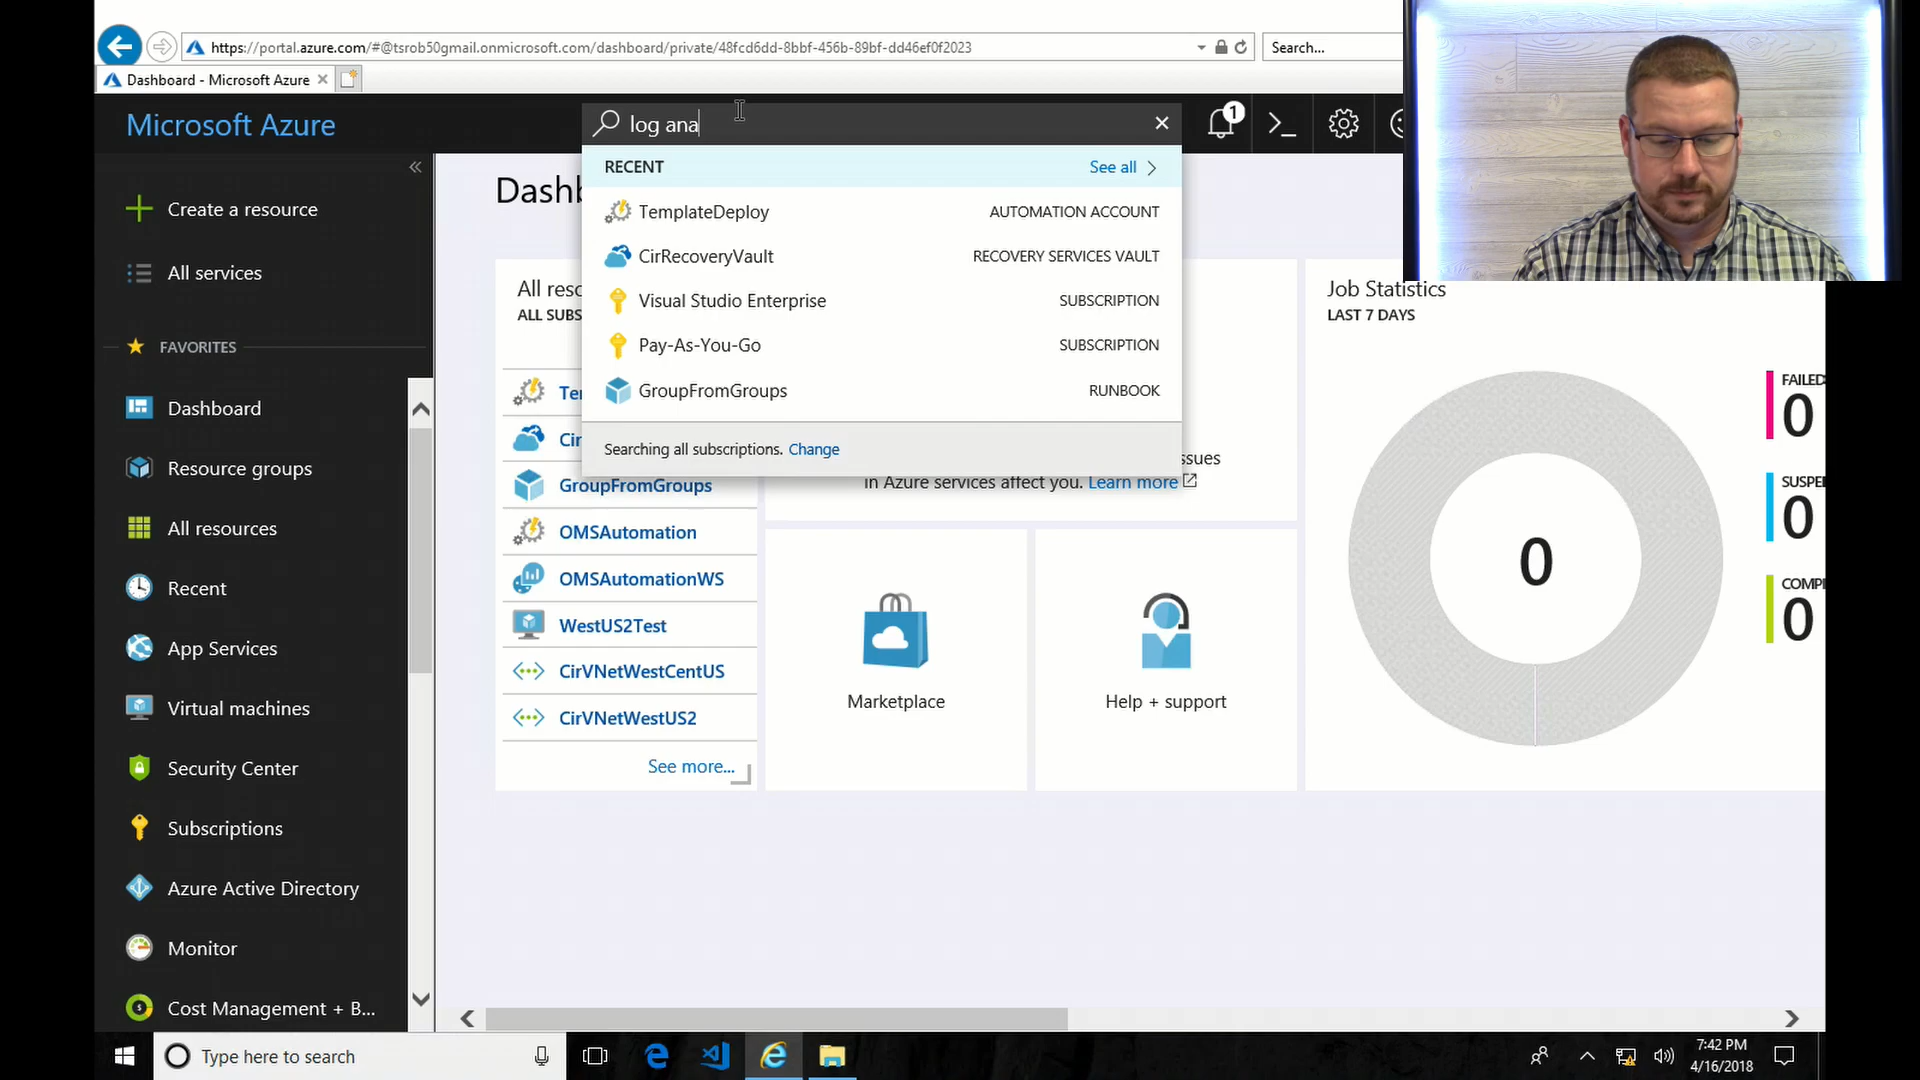 https://portal.azure.com/#@tsrob50gmail.onmicrosoft.com/dashboard/private/48fcd6dd-8bbf-456b-89bf-dd46ef0f2023
Search...
Dashboard - Microsoft Azure
Microsoft Azure
log ana
1
RECENT
See all
TemplateDeploy
AUTOMATION ACCOUNT
CirRecoveryVault
RECOVERY SERVICES VAULT
Visual Studio Enterprise
SUBSCRIPTION
Pay-As-You-Go
SUBSCRIPTION
GroupFromGroups
RUNBOOK
Searching all subscriptions. Change
Create a resource
All services
FAVORITES
Dashboard
Resource groups
All resources
Recent
App Services
Virtual machines
Security Center
Subscriptions
Azure Active Directory
Monitor
Cost Management + B...
Dashb
All reso
ALL SUBS
Te
Cir
GroupFromGroups
OMSAutomation
OMSAutomationWS
WestUS2Test
CirVNetWestCentUS
CirVNetWestUS2
See more...
ssues
in Azure services affect you. Learn more
Marketplace
Help + support
Job Statistics
LAST 7 DAYS
0
FAILED
0
SUSPE
0
COMPL
0
Type here to search
7:42 PM
4/16/2018